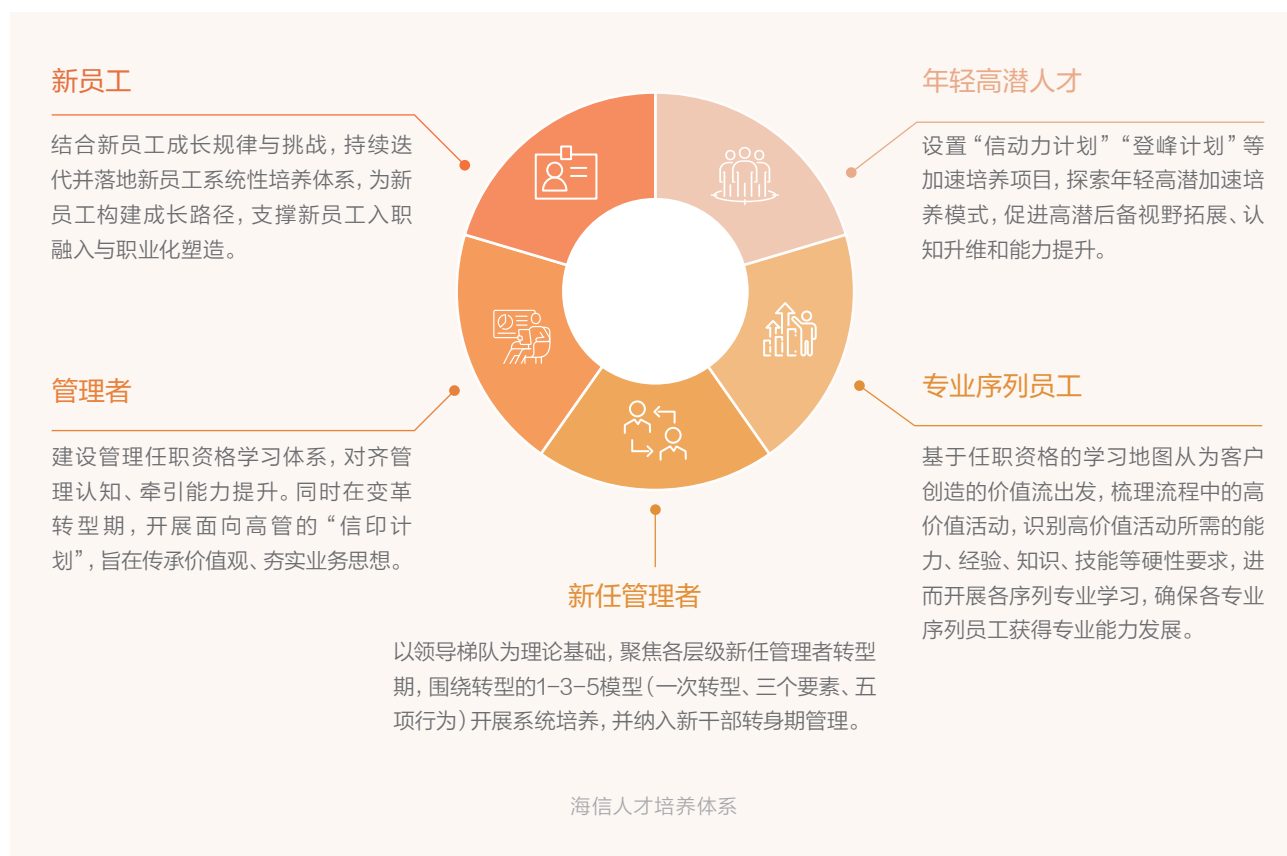 新员工
结合新员工成长规律与挑战，持续迭
代并落地新员工系统性培养体系，为新
员工构建成长路径，支撑新员工入职
融入与职业化塑造。
年轻高潜人才
设置“信动力计划”“登峰计划”等
加速培养项目，探索年轻高潜加速培
养模式，促进高潜后备视野拓展、认
知升维和能力提升。
管理者
建设管理任职资格学习体系，对齐管
理认知、牵引能力提升。同时在变革
转型期，开展面向高管的“信印计
划”，旨在传承价值观、夯实业务思想。
专业序列员工
基于任职资格的学习地图从为客户
创造的价值流出发，梳理流程中的高
价值活动，识别高价值活动所需的能
力、经验、知识、技能等硬性要求，进
而开展各序列专业学习，确保各专业
序列员工获得专业能力发展。
新任管理者
以领导梯队为理论基础，聚焦各层级新任管理者转型
期，围绕转型的1-3-5模型（一次转型、三个要素、五
项行为）开展系统培养，并纳入新干部转身期管理。
海信人才培养体系